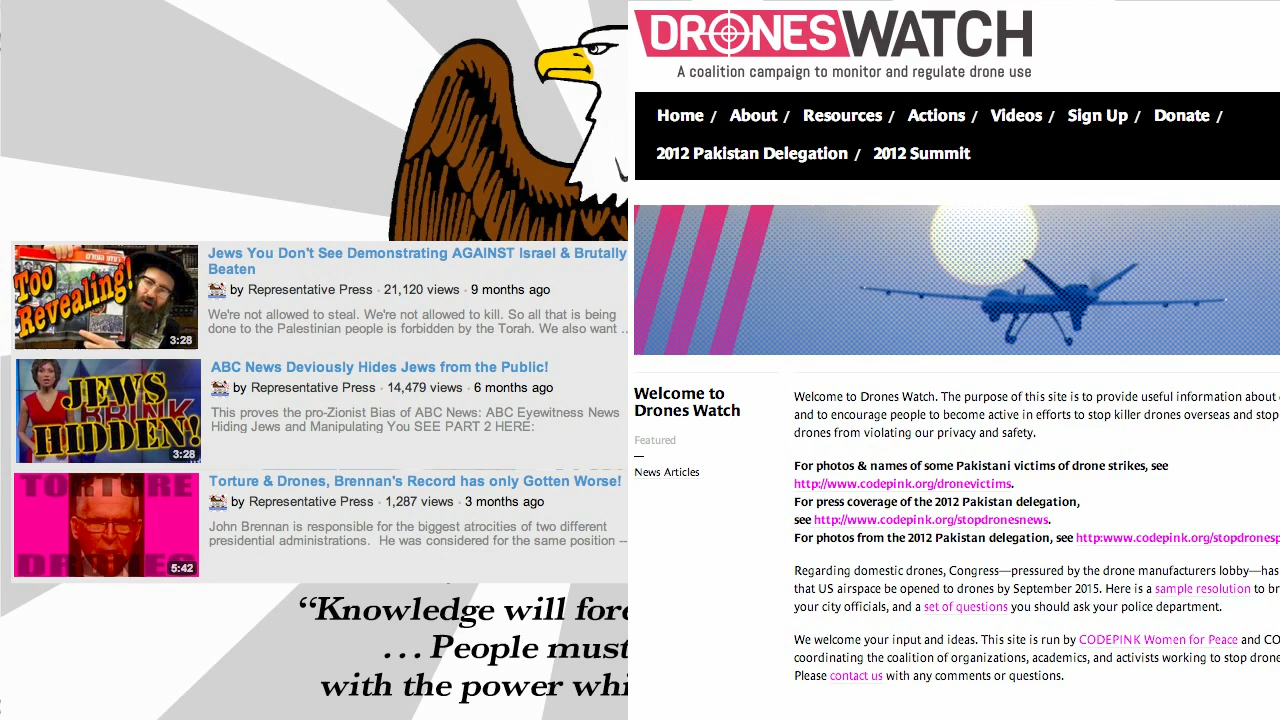 Too
Revealing!
3:28
Jews You Don't See Demonstrating AGAINST Israel & Brutally
Beaten
by Representative Press · 21,120 views · 9 months ago
We're not allowed to steal. We're not allowed to kill. So all that is being
done to the Palestinian people is forbidden by the Torah. We also want ...
JEWS
BRINK
HIDDEN!
3:28
ABC News Deviously Hides Jews from the Public!
by Representative Press · 14,479 views · 6 months ago
This proves the pro-Zionist Bias of ABC News: ABC Eyewitness News
Hiding Jews and Manipulating You SEE PART 2 HERE:
TORTURE
DRONES
5:42
Torture & Drones, Brennan's Record has only Gotten Worse!
by Representative Press · 1,287 views · 3 months ago
John Brennan is responsible for the biggest atrocities of two different
presidential administrations. He was considered for the same position --
“Knowledge will
. . . People must
with the power
DRONESWATCH
A coalition campaign to monitor and regulate drone use
Home / About / Resources / Actions / Videos / Sign Up / Donate /
2012 Pakistan Delegation / 2012 Summit
Welcome to
Drones Watch
Featured
News Articles
Welcome to Drones Watch. The purpose of this site is to provide useful information about
and to encourage people to become active in efforts to stop killer drones overseas and stop
drones from violating our privacy and safety.
For photos & names of some Pakistani victims of drone strikes, see
http://www.codepink.org/dronevictims.
For press coverage of the 2012 Pakistan delegation,
see http://www.codepink.org/stopdronesnews.
For photos from the 2012 Pakistan delegation, see http:www.codepink.org/stopdronesp
Regarding domestic drones, Congress—pressured by the drone manufacturers lobby—has
that US airspace be opened to drones by September 2015. Here is a sample resolution to
your city officials, and a set of questions you should ask your police department.
We welcome your input and ideas. This site is run by CODEPINK Women for Peace and
coordinating the coalition of organizations, academics, and activists working to stop
Please contact us with any comments or questions.